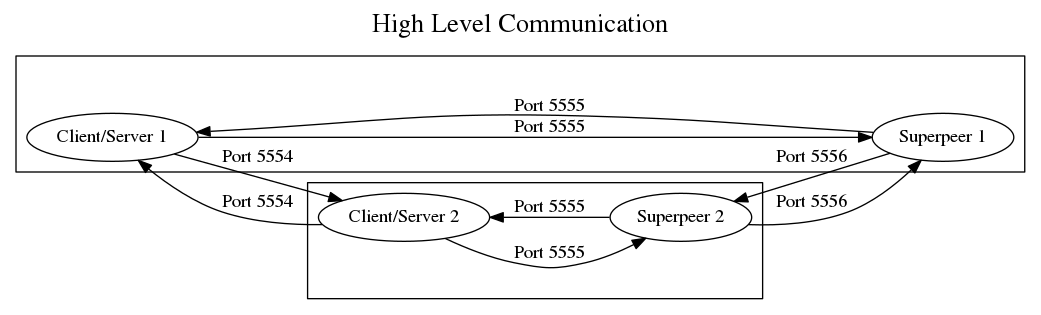 High Level Communication
Port 5555
Port 5555
Client/Server 1
Superpeer 1
Port 5554
Port 5556
Port 5554
Port 5556
Port 5555
Client/Server 2
Superpeer 2
Port 5555